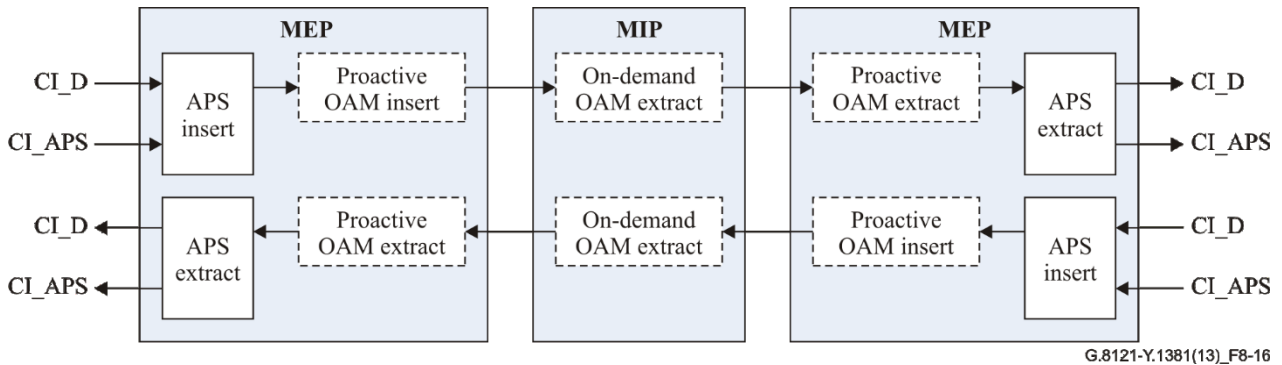 MEP
MIP
MEP
CI_D
CI_APS
APS
insert
Proactive
OAM insert
On-demand
OAM extract
Proactive
OAM extract
APS
extract
CI_D
CI_APS
CI_D
CI_APS
APS
extract
Proactive
OAM extract
On-demand
OAM extract
Proactive
OAM insert
APS
insert
CI_D
CI_APS
G.8121-Y.1381(13)_F8-16